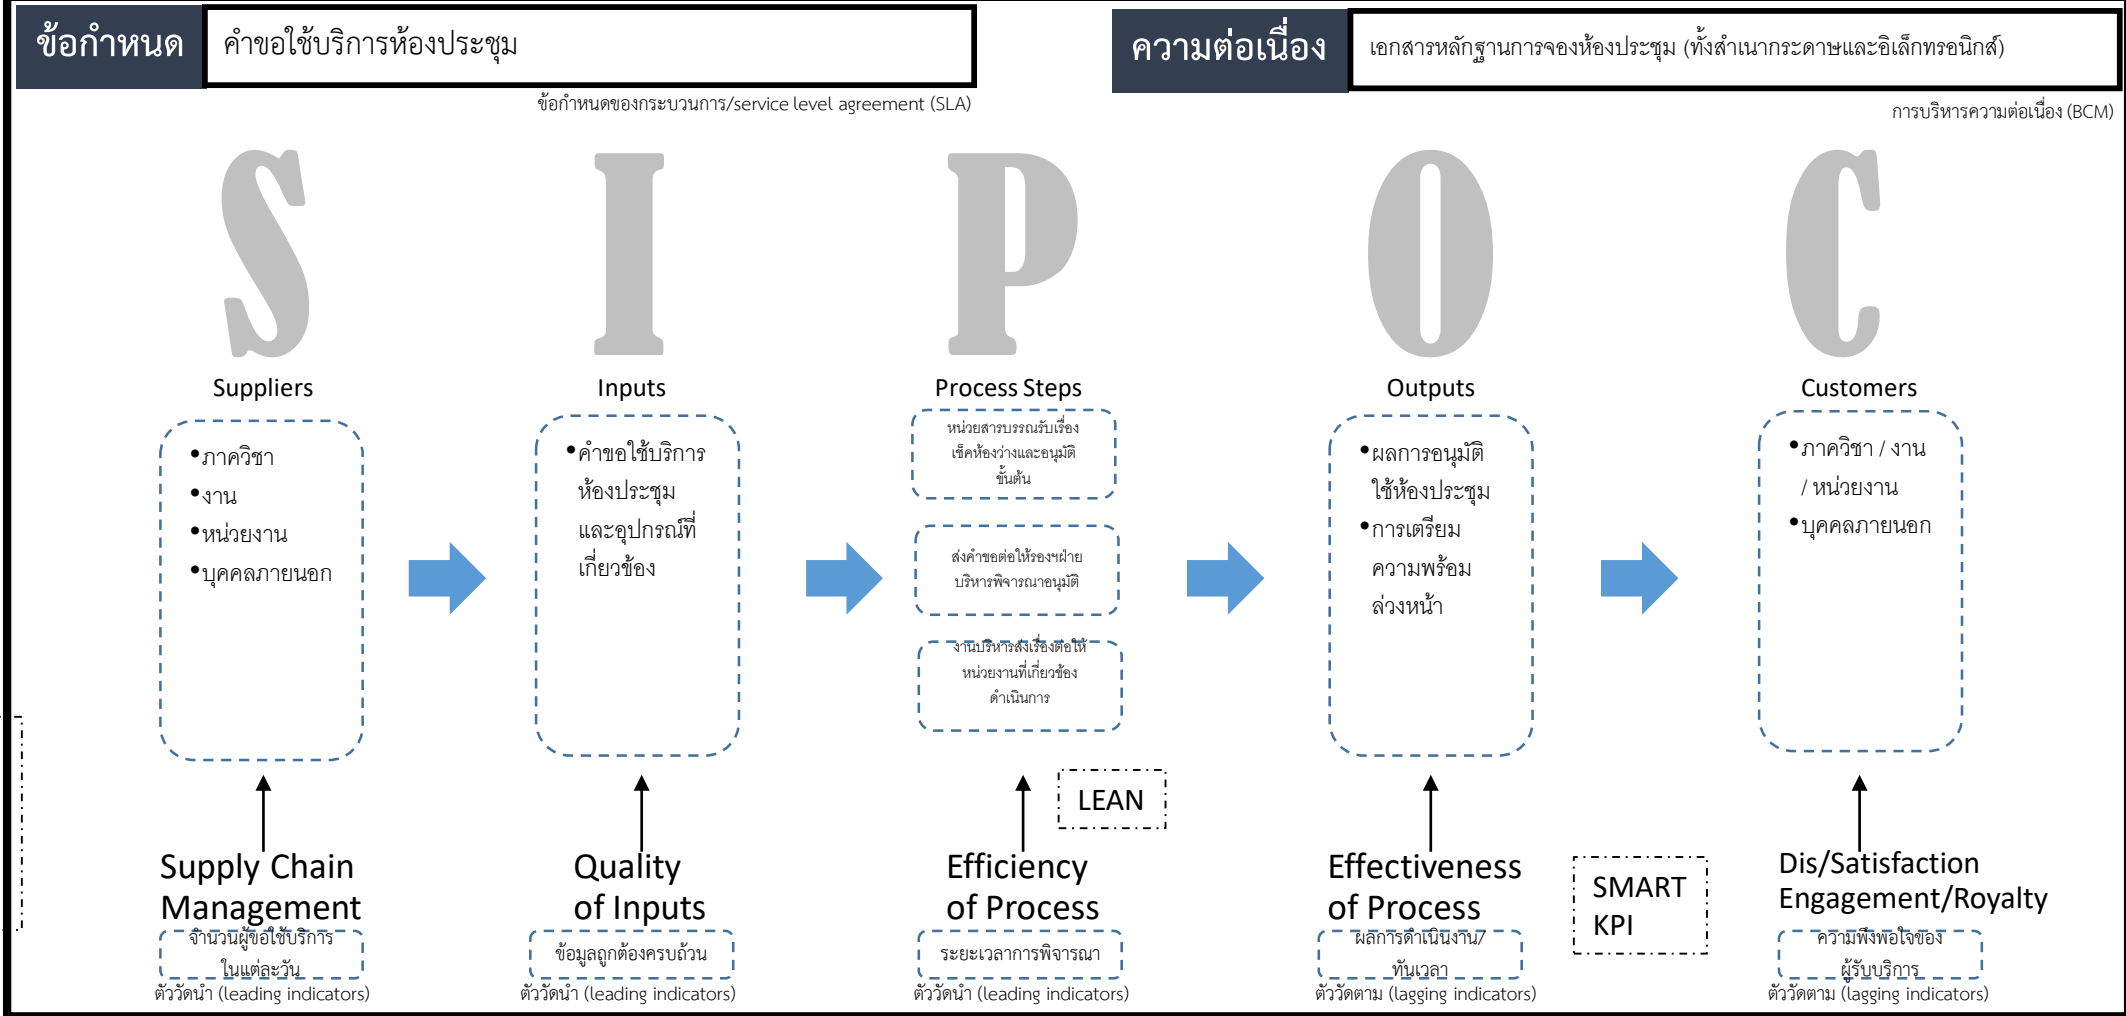 ข้อกำหนด
คำขอใช้บริการห้องประชุม
ข้อกำหนดของกระบวนการ/service level agreement (SLA)
ความต่อเนื่อง
เอกสารหลักฐานการจองห้องประชุม (ทั้งสำเนากระดาษและอิเล็กทรอนิกส์)
การบริหารความต่อเนื่อง (BCM)
S I P O C
Suppliers
•ภาควิชา
•งาน
•หน่วยงาน
•บุคคลภายนอก
Inputs
•คำขอใช้บริการ
ห้องประชุม
และอุปกรณ์ที่
เกี่ยวข้อง
Process Steps
หน่วยสารบรรณรับเรื่อง
เช็คห้องว่างและอนุมัติ
ขั้นต้น
ส่งคำขอต่อให้รองฯฝ่าย
บริหารพิจารณาอนุมัติ
งานบริหารส่งเรื่องต่อให้
หน่วยงานที่เกี่ยวข้อง
ดำเนินการ
Outputs
•ผลการอนุมัติ
ใช้ห้องประชุม
•การเตรียม
ความพร้อม
ล่วงหน้า
Customers
•ภาควิชา / งาน
/ หน่วยงาน
•บุคคลภายนอก
Supply Chain
Management
จำนวนผู้ขอใช้บริการ
ในแต่ละวัน
ตัววัดนำ (leading indicators)
Quality
of Inputs
ข้อมูลถูกต้องครบถ้วน
ตัววัดนำ (leading indicators)
LEAN
Efficiency
of Process
ระยะเวลาการพิจารณา
ตัววัดนำ (leading indicators)
Effectiveness
of Process
ผลการดำเนินงาน/
ทันเวลา
ตัววัดตาม (lagging indicators)
SMART
KPI
Dis/Satisfaction
Engagement/Royalty
ความพึงพอใจของ
ผู้รับบริการ
ตัววัดตาม (lagging indicators)